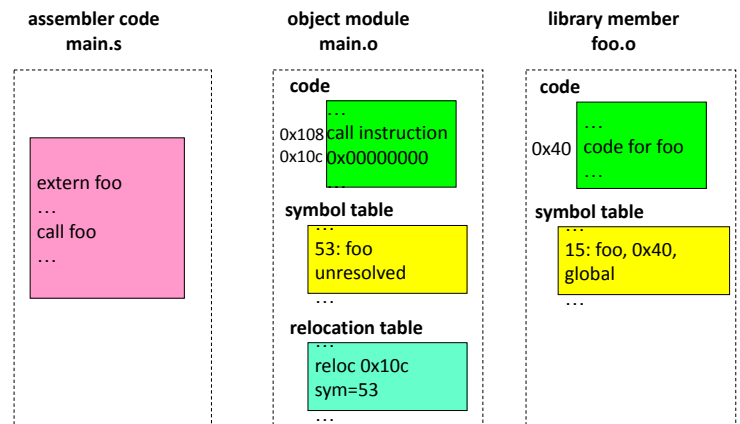 assembler code
main.s
extern foo
…
call foo
…
object module
main.o
code
…
0x108 call instruction
0x10c 0x00000000
…
symbol table
…
53: foo
unresolved
…
relocation table
…
reloc 0x10c
sym=53
…
library member
foo.o
code
…
0x40 code for foo
…
symbol table
…
15: foo, 0x40,
global
…